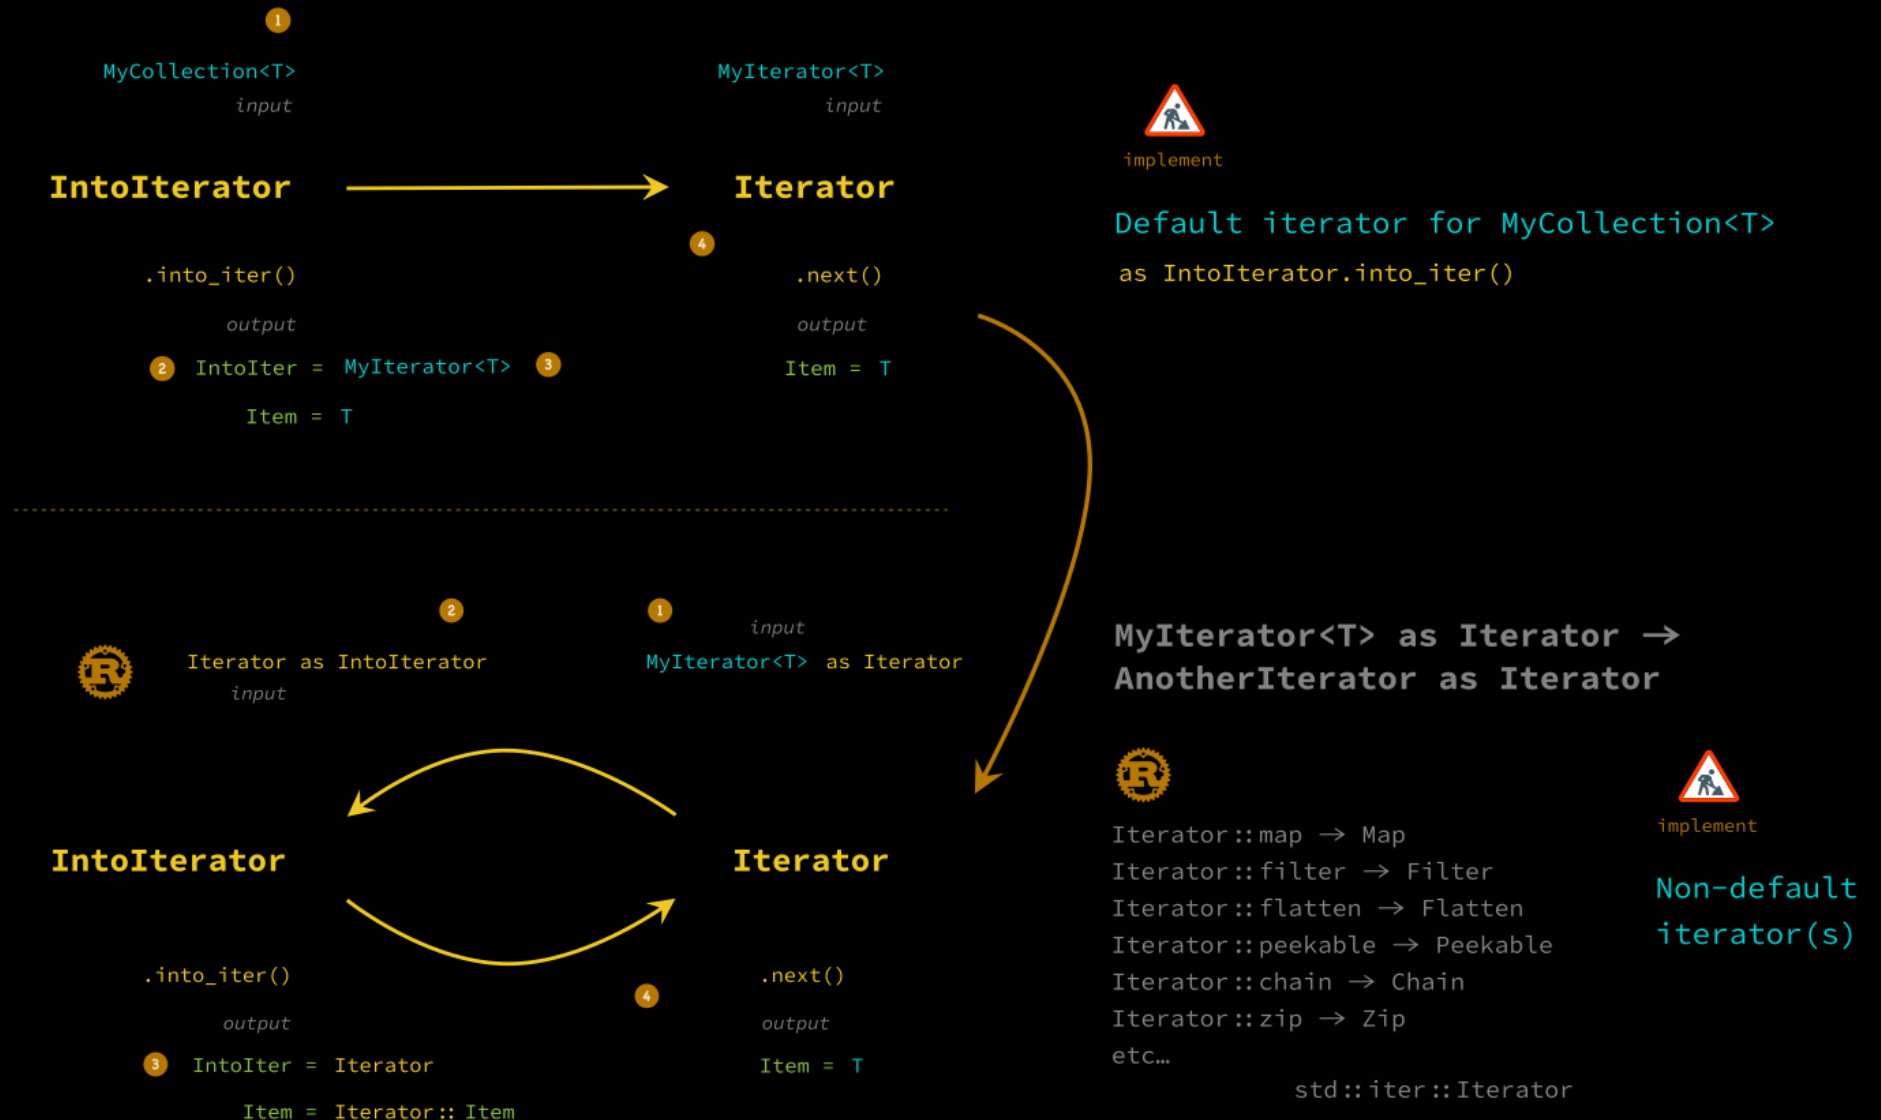 1
MyCollection<T>
input
MyIterator<T>
input
IntoIterator
Iterator
4
.into_iter()
.next()
output
output
2 IntoIter = MyIterator<T> 3
Item = T
Item = T
implement
Default iterator for MyCollection<T>
as IntoIterator.into_iter()
2
1
input
R
Iterator as IntoIterator
input
MyIterator<T> as Iterator
IntoIterator
Iterator
.into_iter()
.next()
4
output
output
3 IntoIter = Iterator
Item = T
Item = Iterator::Item
MyIterator<T> as Iterator →
AnotherIterator as Iterator
R
Iterator::map → Map
Iterator::filter → Filter
Iterator::flatten → Flatten
Iterator::peekable → Peekable
Iterator::chain → Chain
Iterator::zip → Zip
etc…
std::iter::Iterator
implement
Non-default
iterator(s)